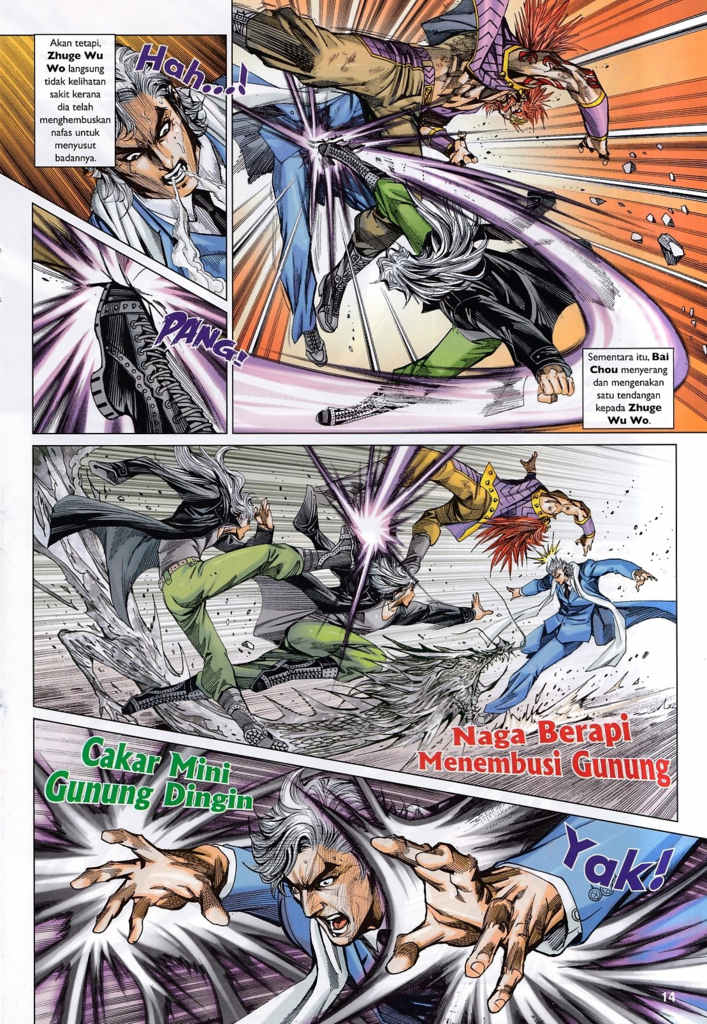 Akan tetapi,
Zhuge Wu
Wo langsung
tidak kelihatan
sakit kerana
dia telah
menghembuskan
nafas untuk
menyusut
badannya.
Hah...!
PANG!
Sementara itu, Bai
Chou menyerang
dan mengenakan
satu tendangan
kepada Zhuge
Wu Wo.
Naga Berapi
Menembusi Gunung
Cakar Mini
Gunung Dingin
Yak!
14